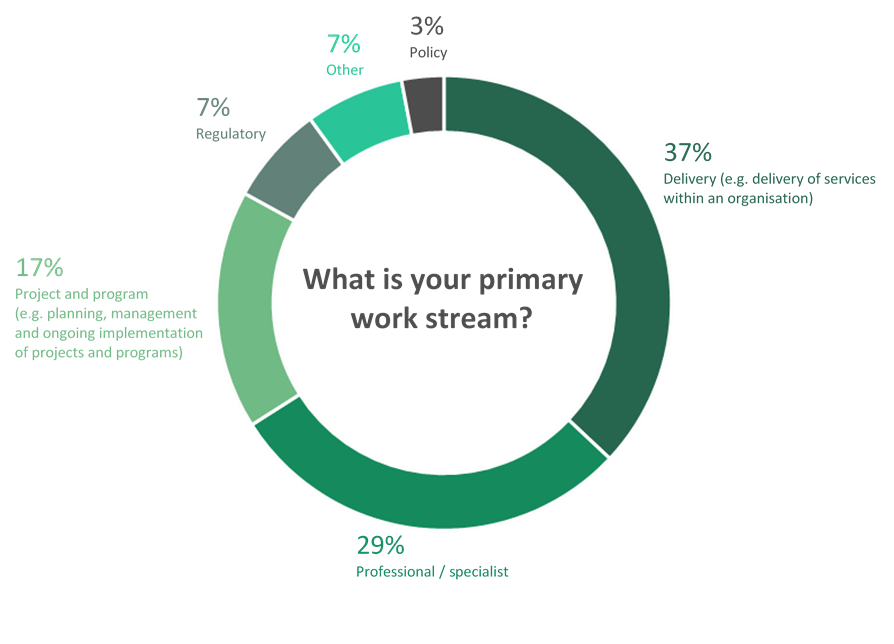 3%
Policy
7%
Other
7%
Regulatory
37%
Delivery (e.g. delivery of services
within an organisation)
17%
Project and program
(e.g. planning, management
and ongoing implementation
of projects and programs)
What is your primary
work stream?
29%
Professional / specialist